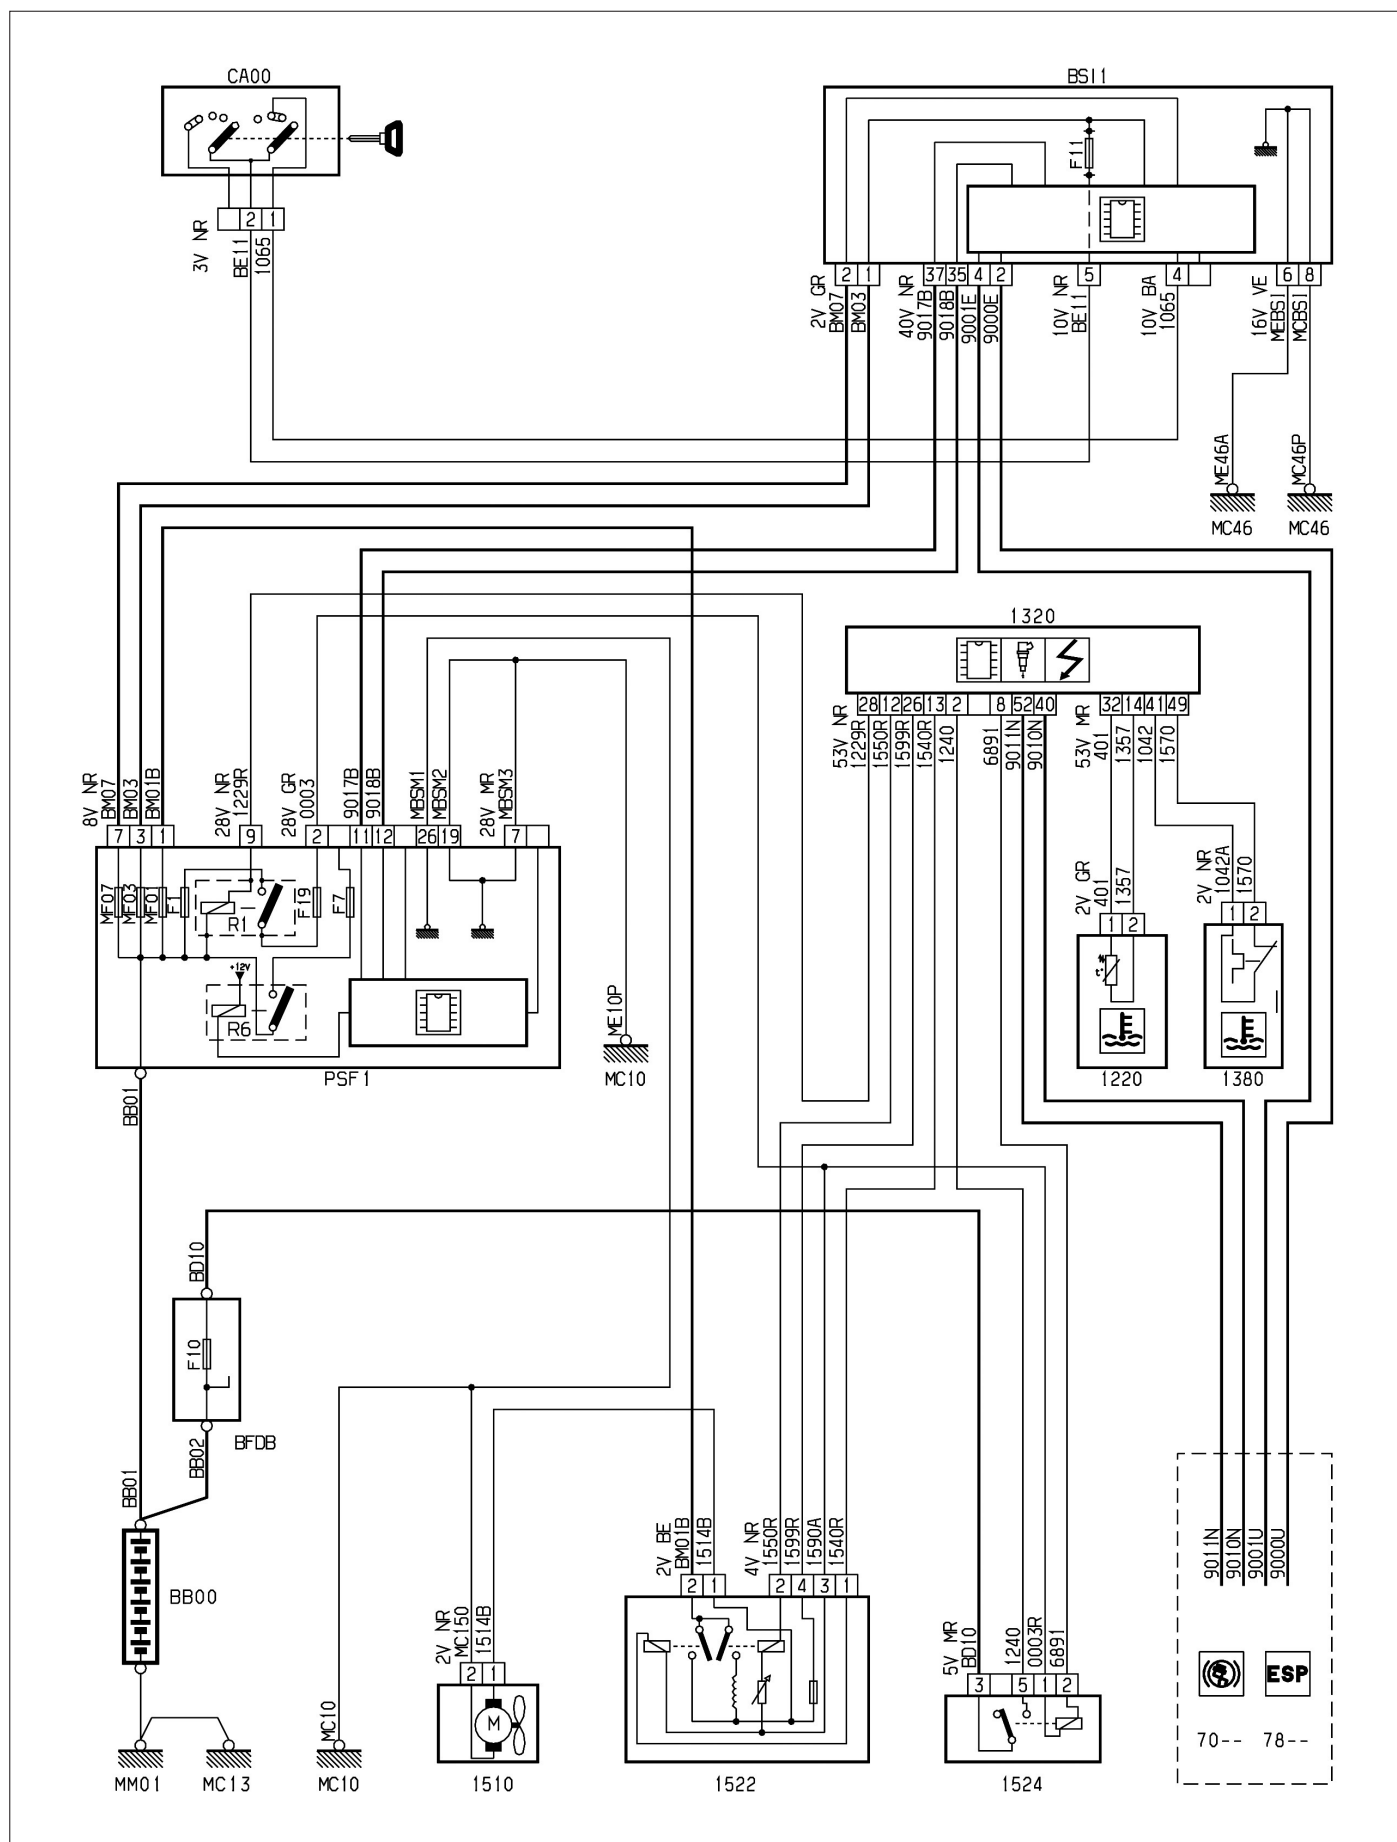 CA00
BSI1
F11
2 1
3V NR
BE11
1065
2 1 37 35 4 2 5 4 6 8
2V GR
BM07
BM03
40V NR
9017B
9018B
9001E
9000E
10V NR
BE11
10V BA
1065
16V VE
MEBSI
MCBSI
ME46A
MC46P
MC46
MC46
1320
28 12 26 13 2 8 52 40 32 14 41 49
53V NR
1229R
1550R
1599R
1540R
1240
6891
9011N
9010N
53V MR
401
1357
1042
1570
8V NR
BM07
BM03
BM01B
28V NR
1229R
28V GR
0003
9017B
9018B
MBSM1
MBSM2
28V MR
MBSM3
7 3 1 9 2 11 12 26 19 7
MF07
MF03
MF01
F1
R1
F19
F7
+12V
R6
PSF1
ME10P
MC10
2V GR
401
1357
1 2
1220
2V NR
1042A
1570
1 2
1380
BB01
BD10
F10
BFDB
BB02
BB01
BB00
MM01
MC13
MC10
MC10
2V NR
MC150
1514B
2 1
M
1510
2V BE
BM01B
1514B
4V NR
1550R
1599R
1590A
1540R
2 1 2 4 3 1
1522
5V MR
BD10
1240
0003R
6891
3 5 1 2
1524
9011N
9010N
9001U
9000U
ESP
70-- 78--